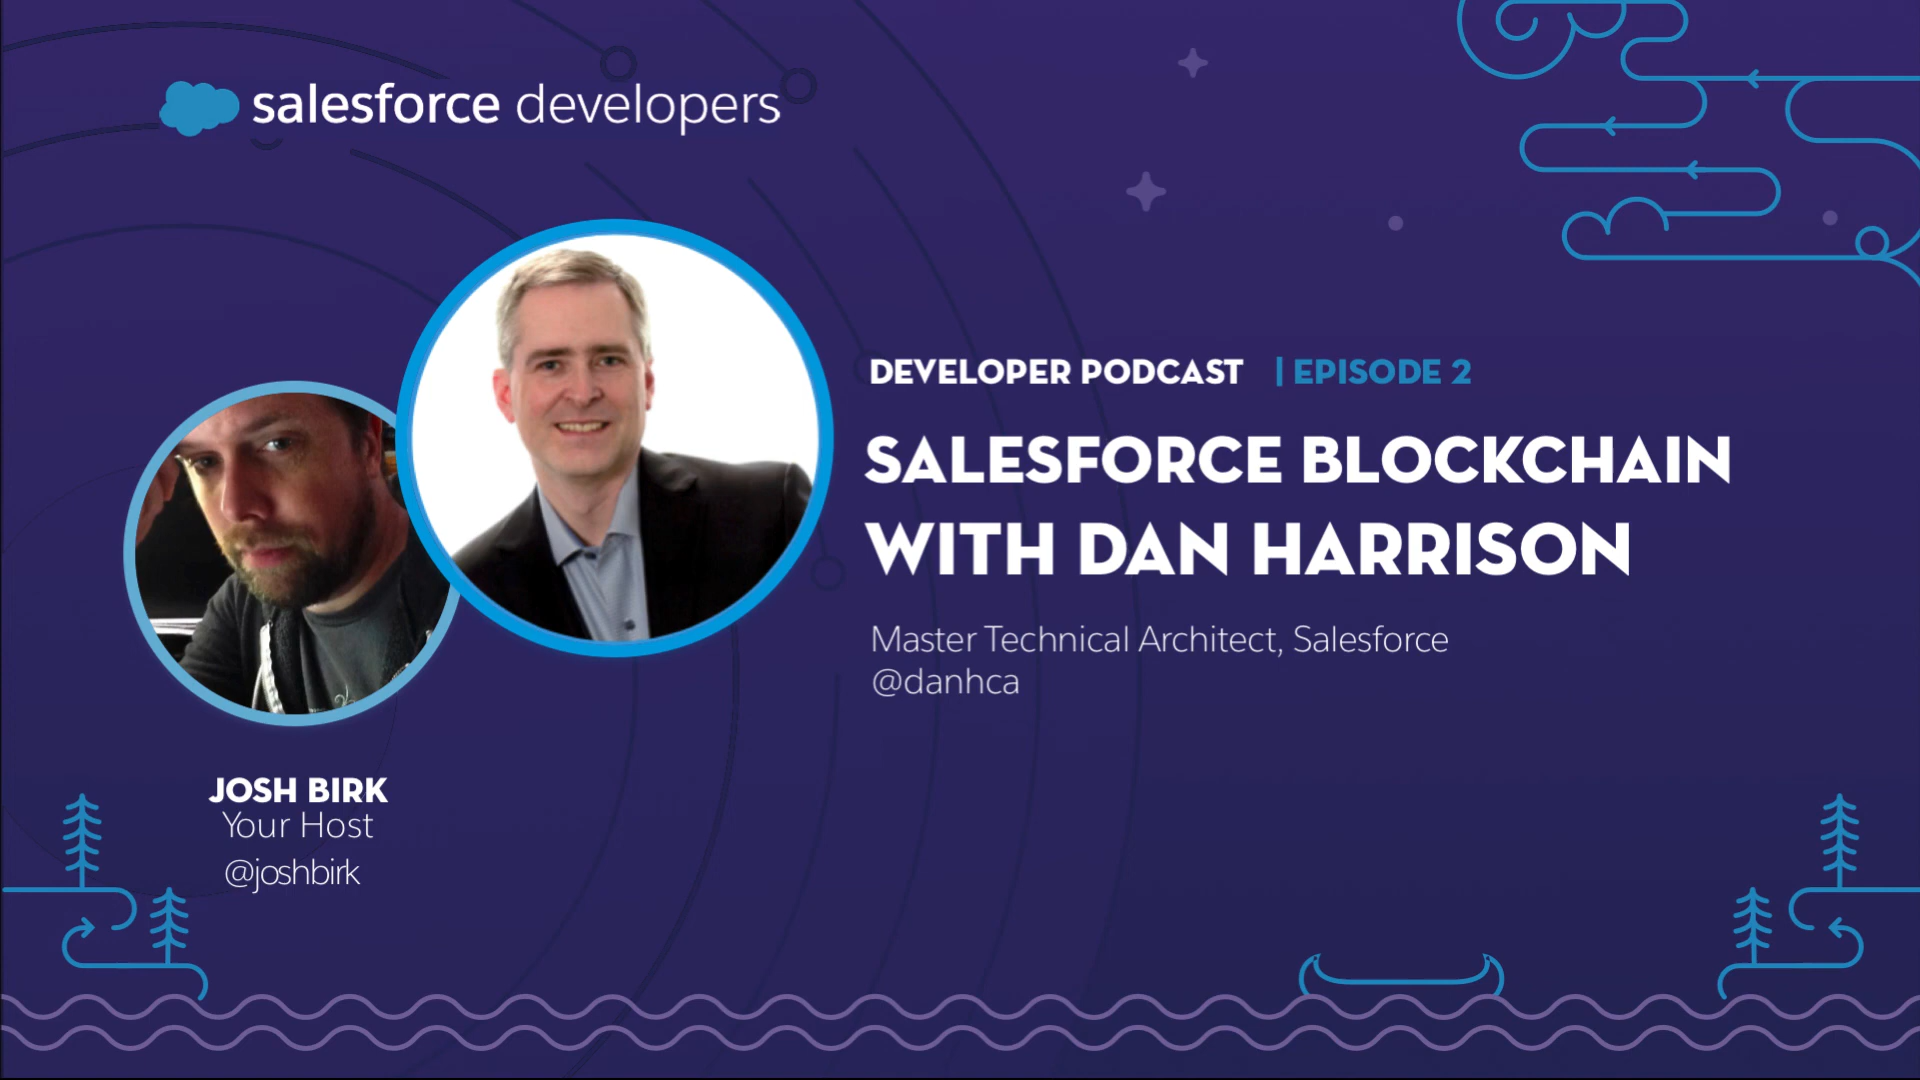 salesforce developers
DEVELOPER PODCAST | EPISODE 2
SALESFORCE BLOCKCHAIN
WITH DAN HARRISON
Master Technical Architect, Salesforce
@danhca
JOSH BIRK
Your Host
@joshbirk